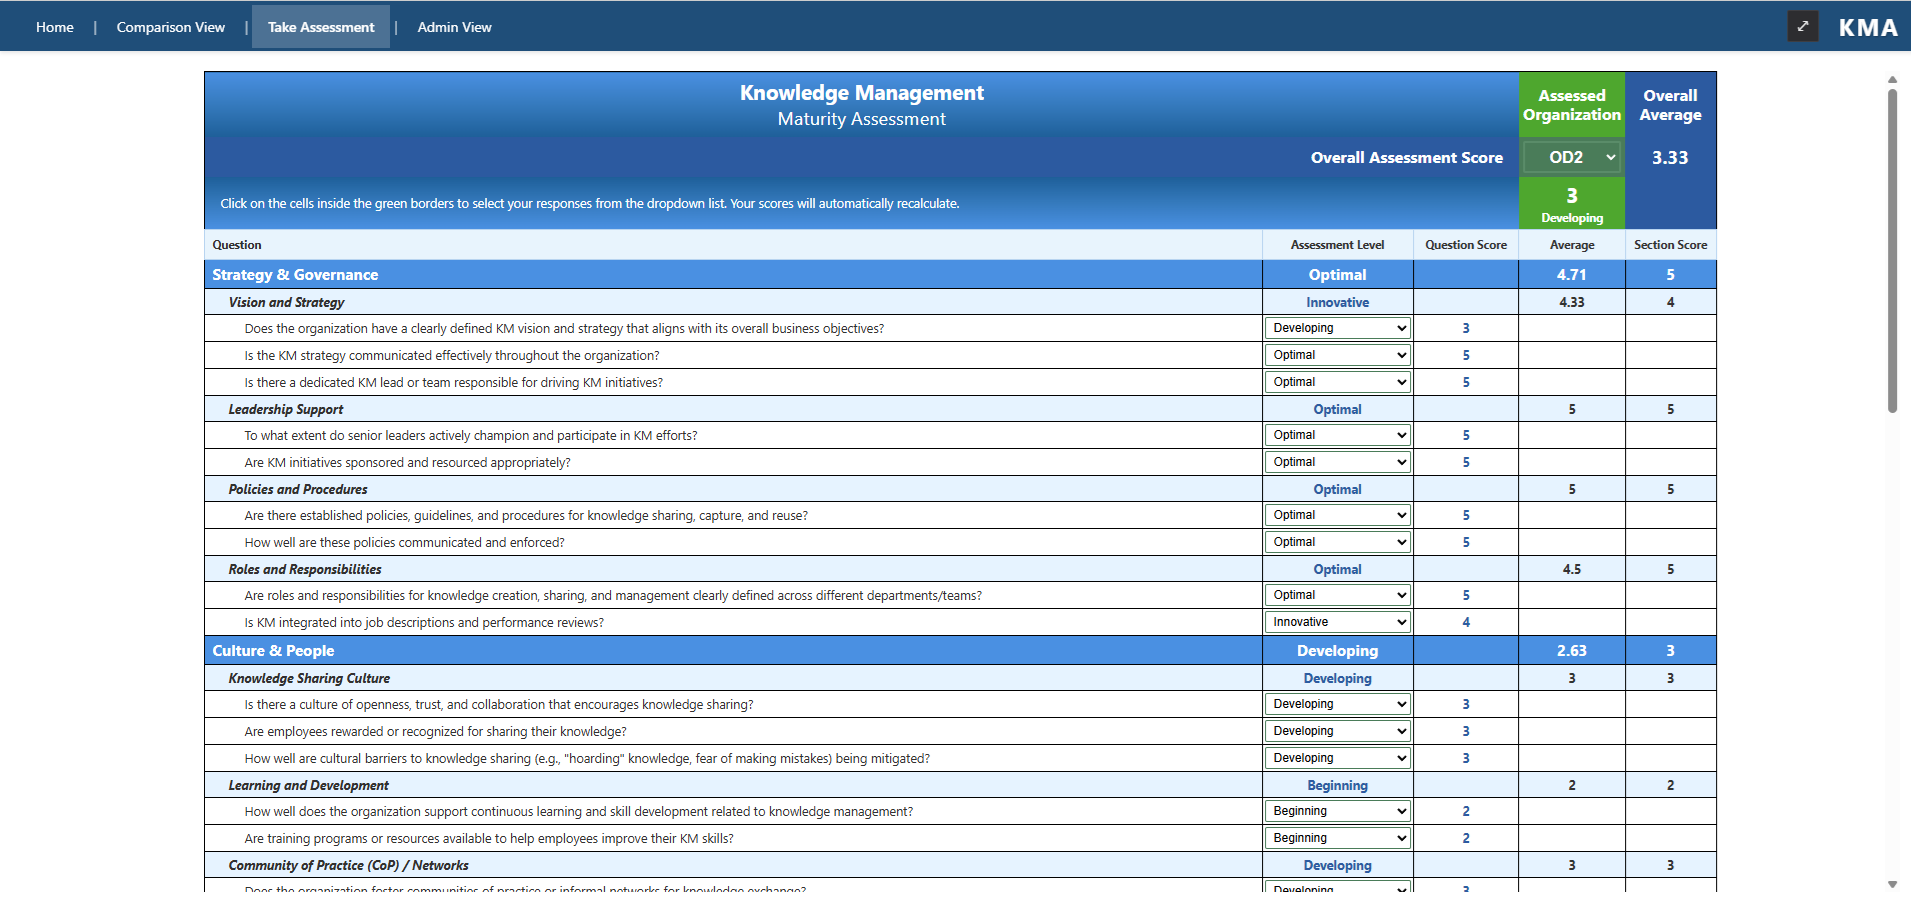 Home | Comparison View | Take Assessment | Admin View KMA
Knowledge Management
Maturity Assessment
Assessed Organization
Overall Average
Overall Assessment Score OD2 3.33
Click on the cells inside the green borders to select your responses from the dropdown list. Your scores will automatically recalculate.
3
Developing
Question Assessment Level Question Score Average Section Score
Strategy & Governance Optimal 4.71 5
Vision and Strategy Innovative 4.33 4
Does the organization have a clearly defined KM vision and strategy that aligns with its overall business objectives? Developing 3
Is the KM strategy communicated effectively throughout the organization? Optimal 5
Is there a dedicated KM lead or team responsible for driving KM initiatives? Optimal 5
Leadership Support Optimal 5 5
To what extent do senior leaders actively champion and participate in KM efforts? Optimal 5
Are KM initiatives sponsored and resourced appropriately? Optimal 5
Policies and Procedures Optimal 5 5
Are there established policies, guidelines, and procedures for knowledge sharing, capture, and reuse? Optimal 5
How well are these policies communicated and enforced? Optimal 5
Roles and Responsibilities Optimal 4.5 5
Are roles and responsibilities for knowledge creation, sharing, and management clearly defined across different departments/teams? Optimal 5
Is KM integrated into job descriptions and performance reviews? Innovative 4
Culture & People Developing 2.63 3
Knowledge Sharing Culture Developing 3 3
Is there a culture of openness, trust, and collaboration that encourages knowledge sharing? Developing 3
Are employees rewarded or recognized for sharing their knowledge? Developing 3
How well are cultural barriers to knowledge sharing (e.g., "hoarding" knowledge, fear of making mistakes) being mitigated? Developing 3
Learning and Development Beginning 2 2
How well does the organization support continuous learning and skill development related to knowledge management? Beginning 2
Are training programs or resources available to help employees improve their KM skills? Beginning 2
Community of Practice (CoP) / Networks Developing 3 3
Does the organization foster communities of practice or informal networks for knowledge exchange? Developing 3